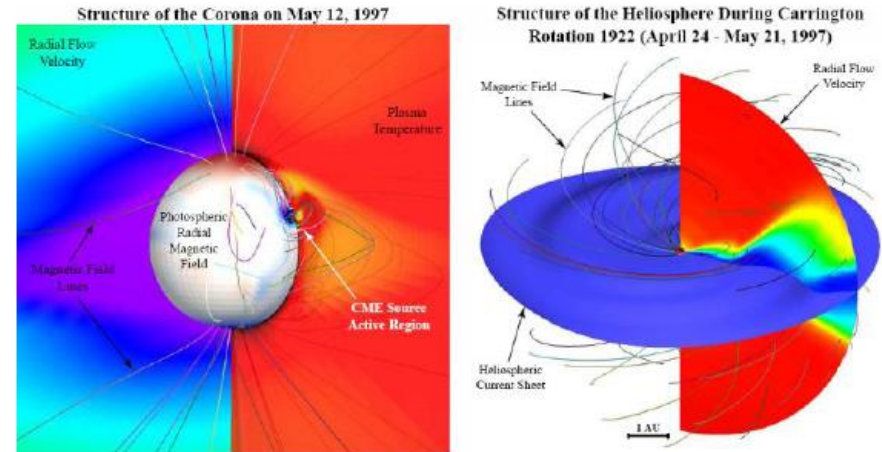 Structure of the Corona on May 12, 1997
Radial Flow
Velocity
Plasma
Temperature
Photospheric
Radial
Magnetic
Field
Magnetic Field
Lines
CME Source
Active Region
Structure of the Heliosphere During Carrington
Rotation 1922 (April 24 - May 21, 1997)
Magnetic Field
Lines
Radial Flow
Velocity
Heliospheric
Current Sheet
1 AU